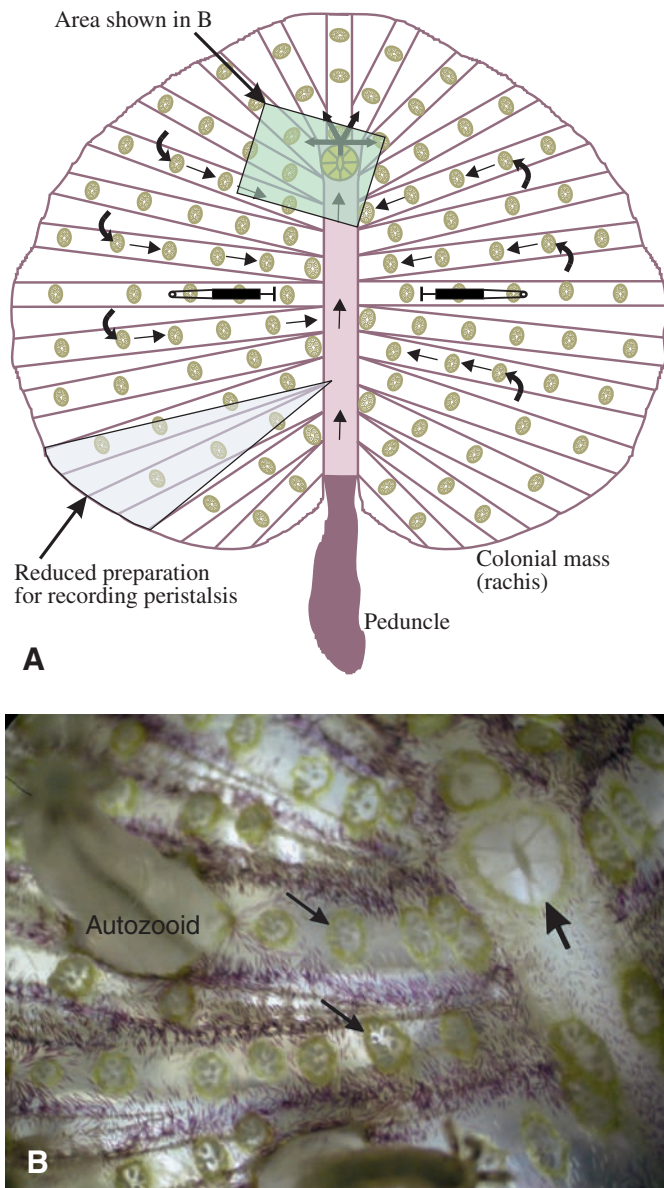 Area shown in B
Reduced preparation
for recording peristalsis
Colonial mass
(rachis)
Peduncle
A
Autozooid
B